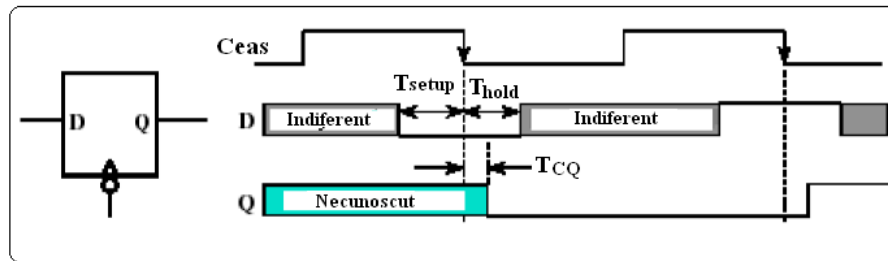 Ceas
Tsetup Thold
D Q
D Indiferent Indiferent
TCQ
Q Necunoscut